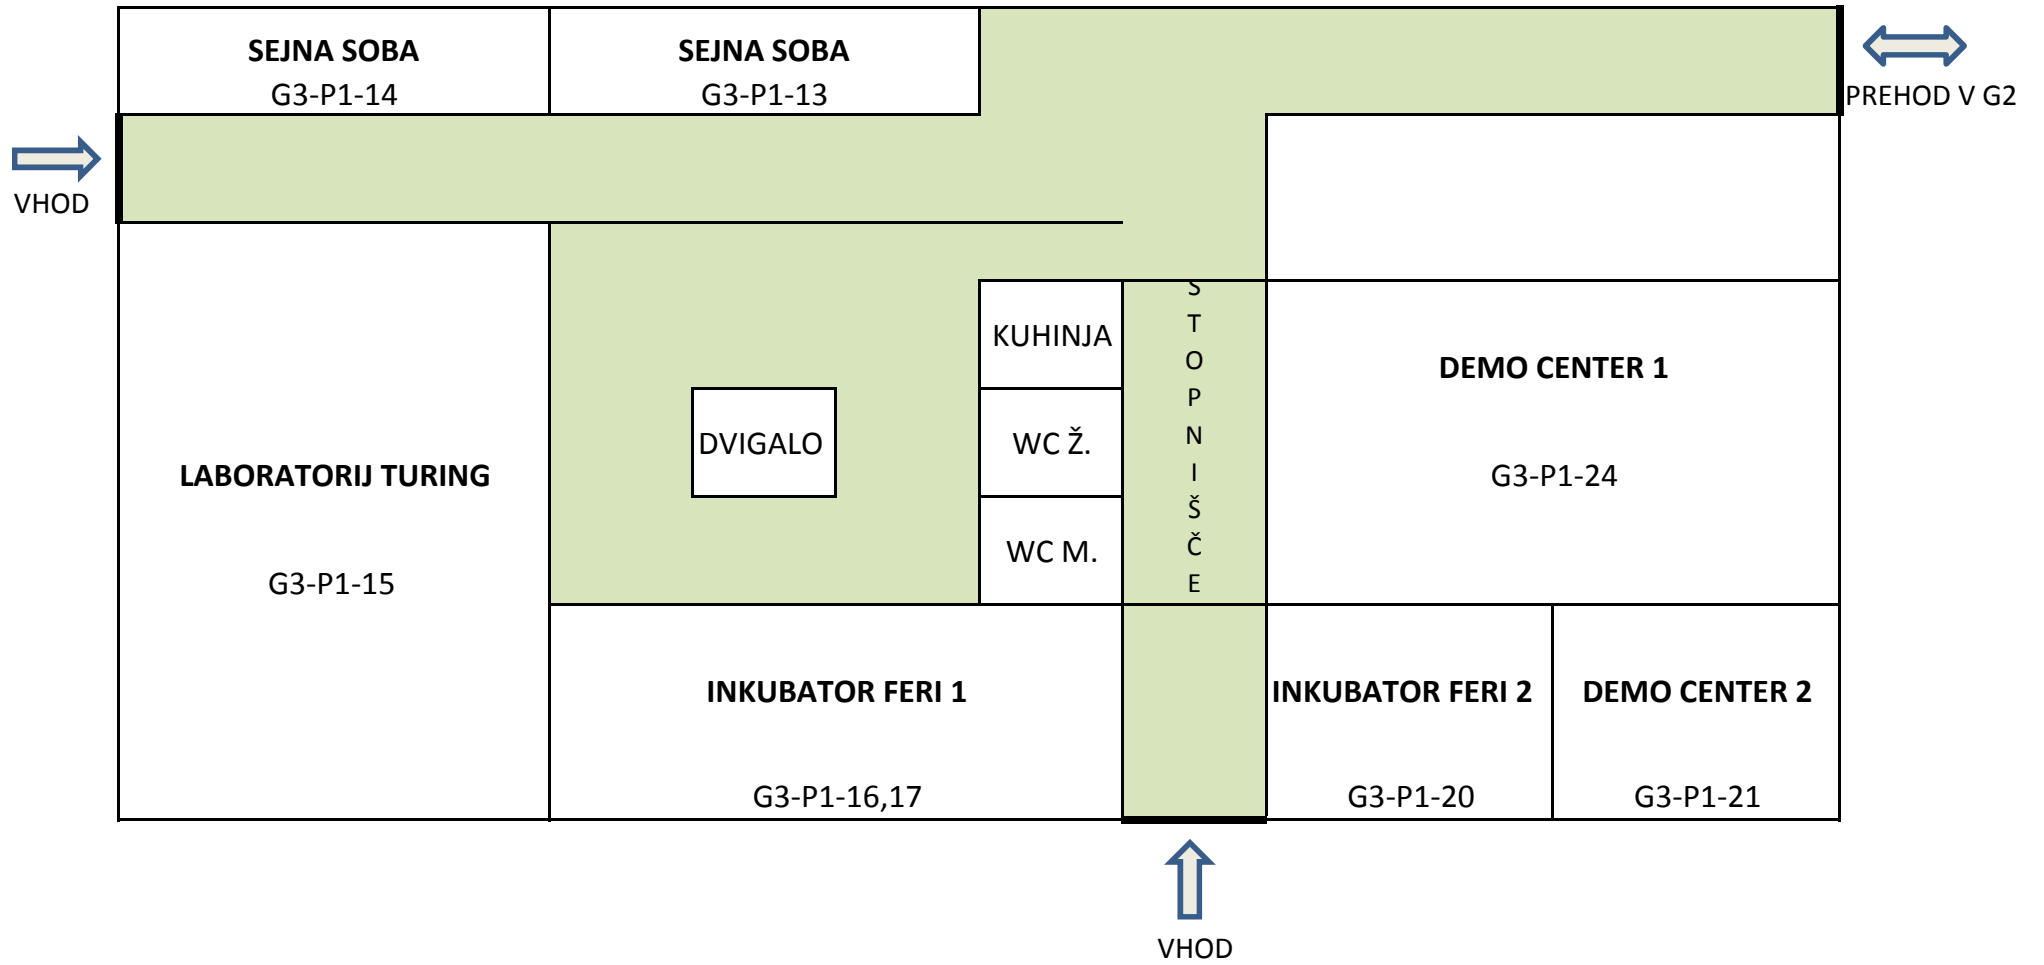 SEJNA SOBA
G3-P1-14
SEJNA SOBA
G3-P1-13
PREHOD V G2
VHOD
KUHINJA
WC Ž.
WC M.
DVIGALO
S
T
O
P
N
I
Š
Č
E
DEMO CENTER 1
G3-P1-24
LABORATORIJ TURING
G3-P1-15
INKUBATOR FERI 1
G3-P1-16,17
INKUBATOR FERI 2
G3-P1-20
DEMO CENTER 2
G3-P1-21
VHOD